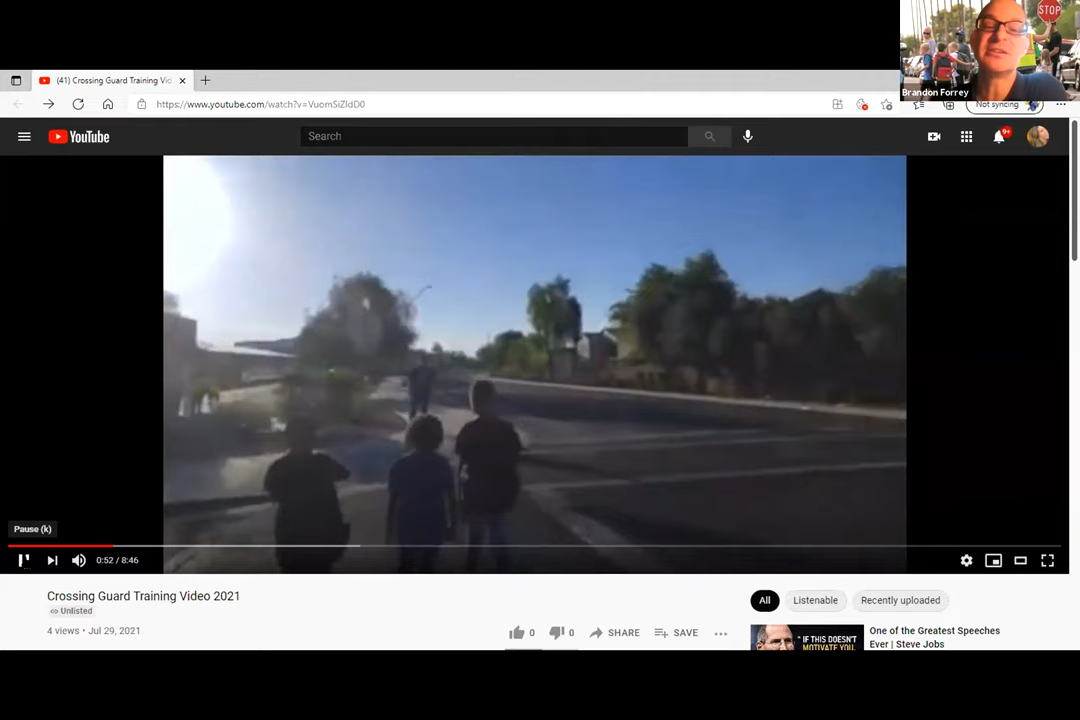 STOP
Brandon Forrey
(41) Crossing Guard Training Vid
https://www.youtube.com/watch?v=VuomSiZIdD0
Not syncing
YouTube
Search
9+
Pause (k)
0:52 / 8:46
Crossing Guard Training Video 2021
Unlisted
4 views • Jul 29, 2021
0
0
SHARE
SAVE
All
Listenable
Recently uploaded
"IF THIS DOESN'T
MOTIVATE YOU,
One of the Greatest Speeches
Ever | Steve Jobs